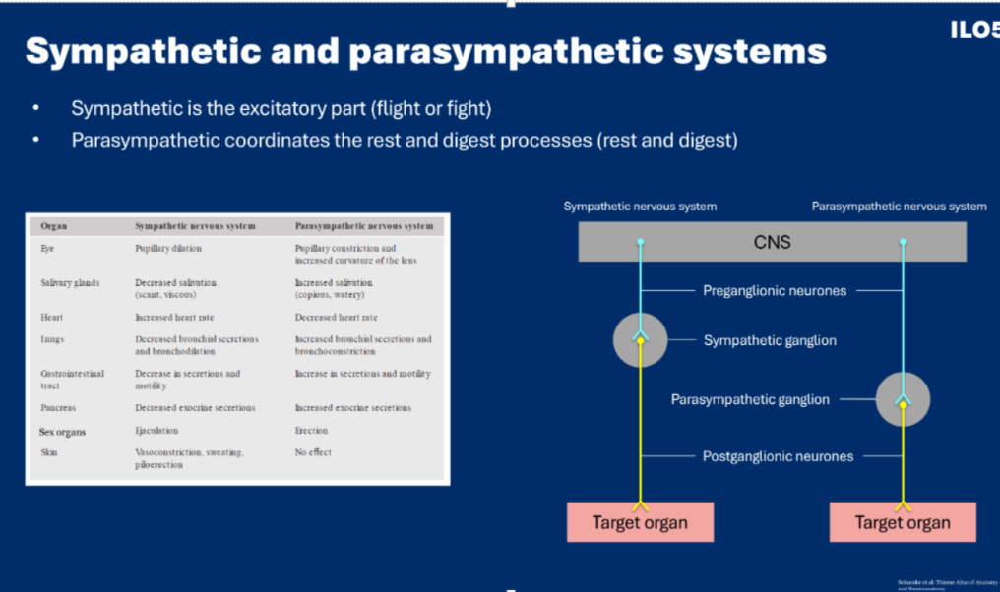 ILO5
Sympathetic and parasympathetic systems
• Sympathetic is the excitatory part (flight or fight)
• Parasympathetic coordinates the rest and digest processes (rest and digest)
Organ Sympathetic nervous system Parasympathetic nervous system
Eye Pupillary dilation Pupillary constriction and
increased curvature of the lens
Salivary glands Decreased salivation Increased salivation
(scant, viscous) (copious, watery)
Heart Increased heart rate Decreased heart rate
Lungs Decreased bronchial secretions Increased bronchial secretions and
and bronchodilation bronchoconstriction
Gastrointestinal Decrease in secretions and Increase in secretions and motility
tract motility
Pancreas Decreased exocrine secretions Increased exocrine secretions
Sex organs Ejaculation Erection
Skin Vasoconstriction, sweating, No effect
piloerection
Sympathetic nervous system Parasympathetic nervous system
CNS
Preganglionic neurones
Sympathetic ganglion
Parasympathetic ganglion
Postganglionic neurones
Target organ Target organ
et al: Thieme Atlas of Anatomy
and Neuroanatomy